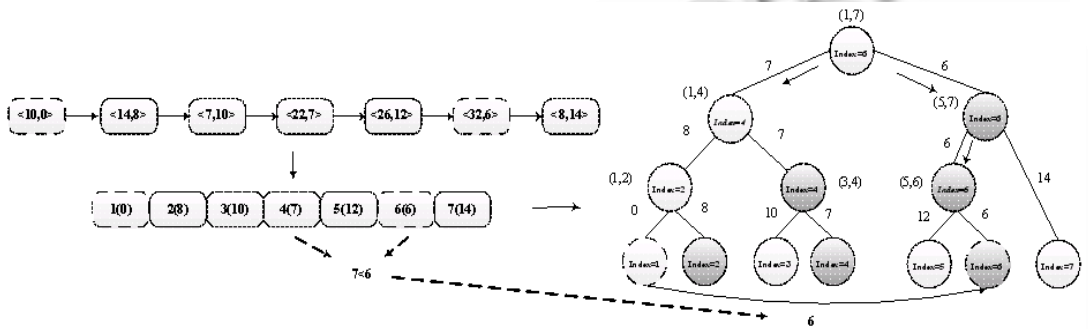 (1,7)
Index=6
7
6
(1,4)
(5,7)
<10,0>
<14,8>
<7,10>
<22,7>
<26,12>
<32,6>
<8,14>
Index=4
Index=6
8
7
6
14
(1,2)
Index=2
Index=4
(3,4)
(5,6)
Index=6
1(0)
2(8)
3(10)
4(7)
5(12)
6(6)
7(14)
0
8
10
7
12
6
Index=1
Index=2
Index=3
Index=4
Index=5
Index=6
Index=7
7<6
6